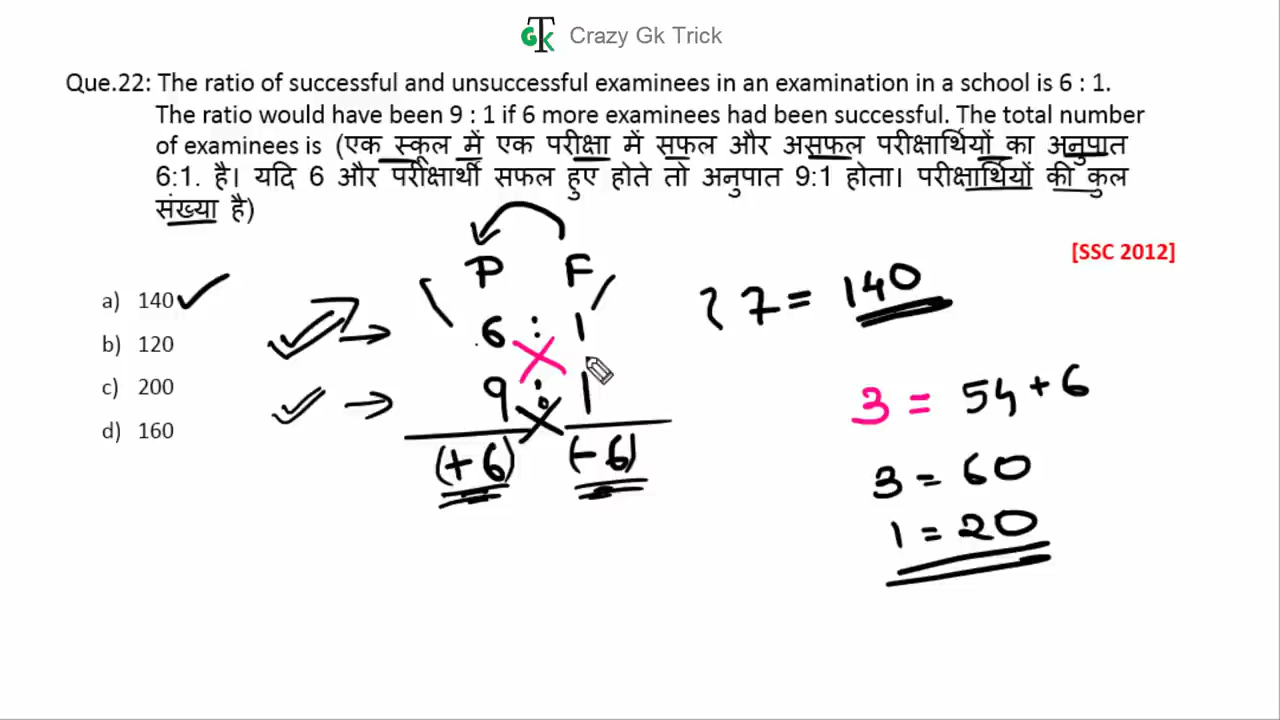 GTK Crazy Gk Trick
Que.22: The ratio of successful and unsuccessful examinees in an examination in a school is 6 : 1.
The ratio would have been 9 : 1 if 6 more examinees had been successful. The total number
of examinees is (एक स्कूल में एक परीक्षा में सफल और असफल परीक्षार्थियों का अनुपात
6:1. है। यदि 6 और परीक्षार्थी सफल हुए होते तो अनुपात 9:1 होता। परीक्षार्थियों की कुल
संख्या है)
[SSC 2012]
a) 140
b) 120
c) 200
d) 160
P F
6 : 1
9 : 1
(+6) (-6)
7 = 140
3 = 54 + 6
3 = 60
1 = 20